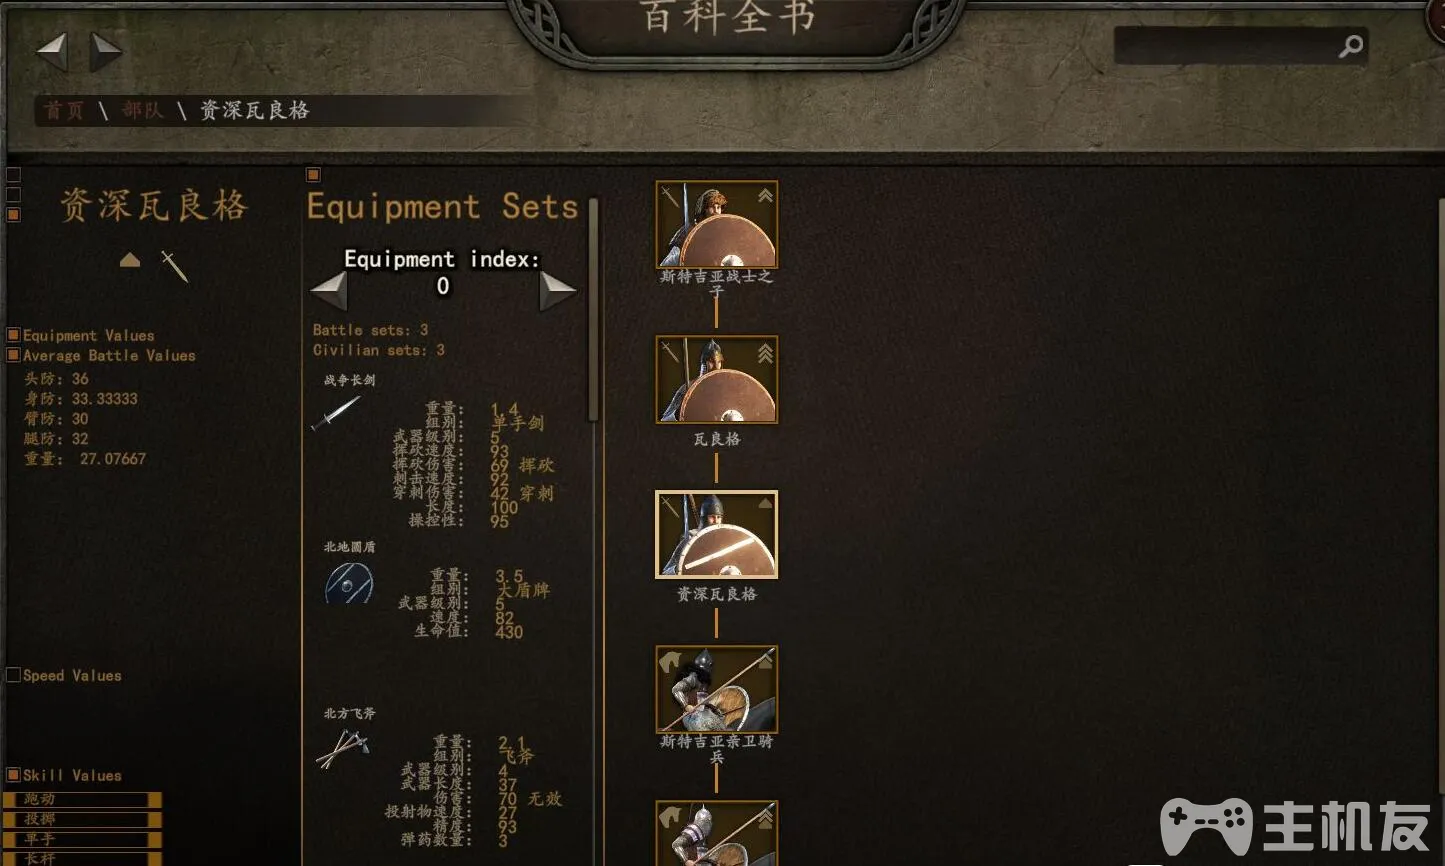 百科全书
首页 \ 部队 \ 资深瓦良格
资深瓦良格
Equipment Values
Average Battle Values
头防: 36
身防: 33.33333
臂防: 30
腿防: 32
重量: 27.07667
Speed Values
Skill Values
跑动
投掷
单手
长杆
Equipment Sets
Equipment index:
0
Battle sets: 3
Civilian sets: 3
战争长剑
重量: 1.4
组别: 单手剑
武器级别: 5
挥砍速度: 93
挥砍伤害: 69 挥砍
刺击速度: 92
穿刺伤害: 42 穿刺
长度: 100
操控性: 95
北地圆盾
重量: 3.5
组别: 大盾牌
武器级别: 5
速度: 82
生命值: 430
北方飞斧
重量: 2.1
组别: 飞斧
武器级别: 4
武器长度: 37
伤害: 70 无效
投射物速度: 27
精度: 93
弹药数量: 3
斯特吉亚战士之
子
瓦良格
资深瓦良格
斯特吉亚亲卫骑
兵
主机友